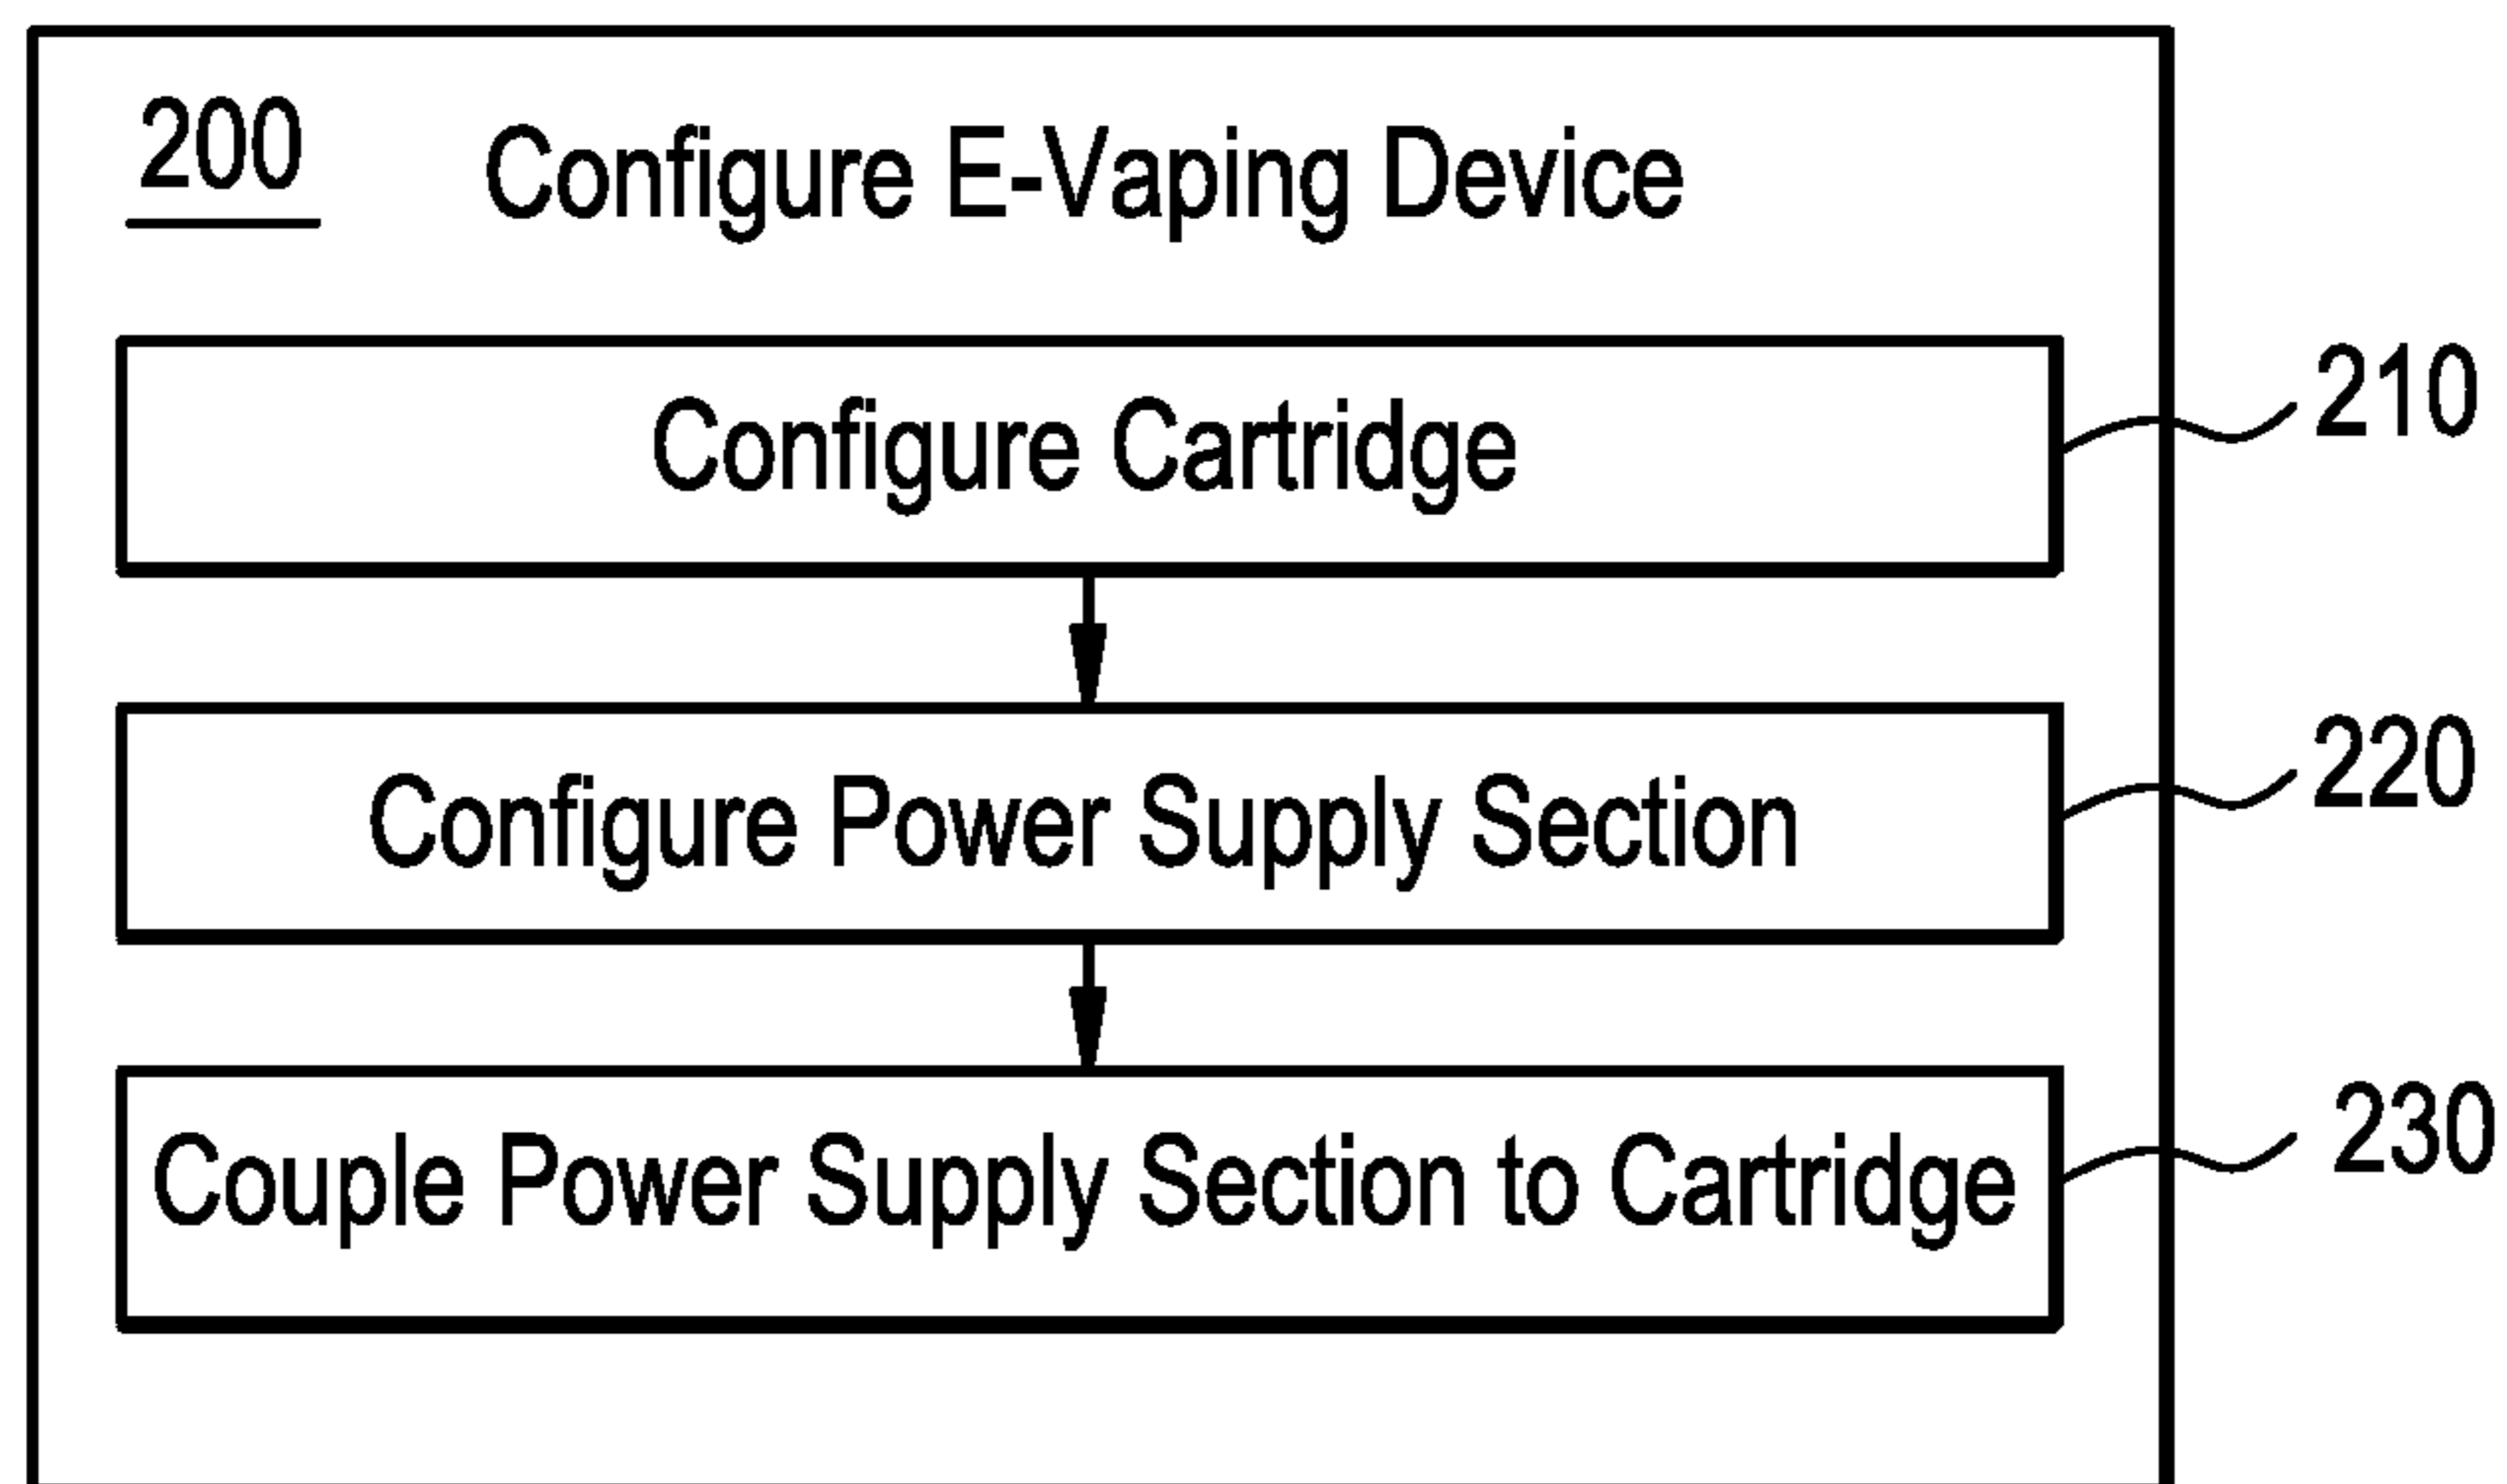 200 Configure E-Vaping Device
Configure Cartridge 210
Configure Power Supply Section 220
Couple Power Supply Section to Cartridge 230